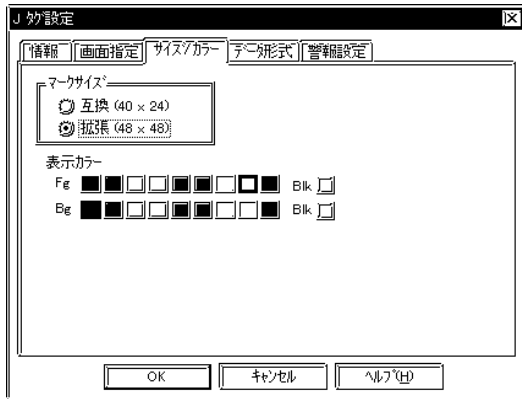 J ﾀｸﾞ設定
情報 画面指定 ｻｲｽﾞ/ｶﾗｰ ﾃﾞｰﾀ形式 警報設定
マークサイズ
互換 (40 × 24)
拡張 (48 × 48)
表示カラー
Fg Blk
Bg Blk
OK ｷｬﾝｾﾙ ﾍﾙﾌﾟ(H)